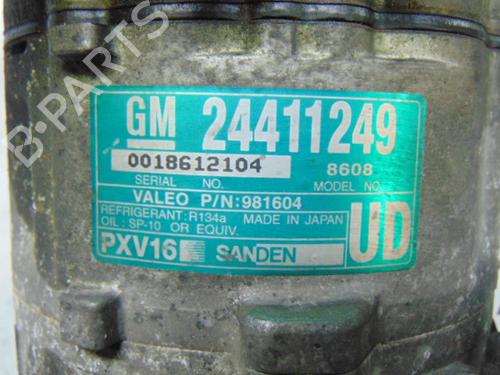 GM 24411249
0018612104 8608
SERIAL NO. MODEL NO.
VALEO P/N:981604
REFRIGERANT:R134a MADE IN JAPAN
OIL: SP-10 OR EQUIV.
UD
PXV16 SANDEN
B-PARTS